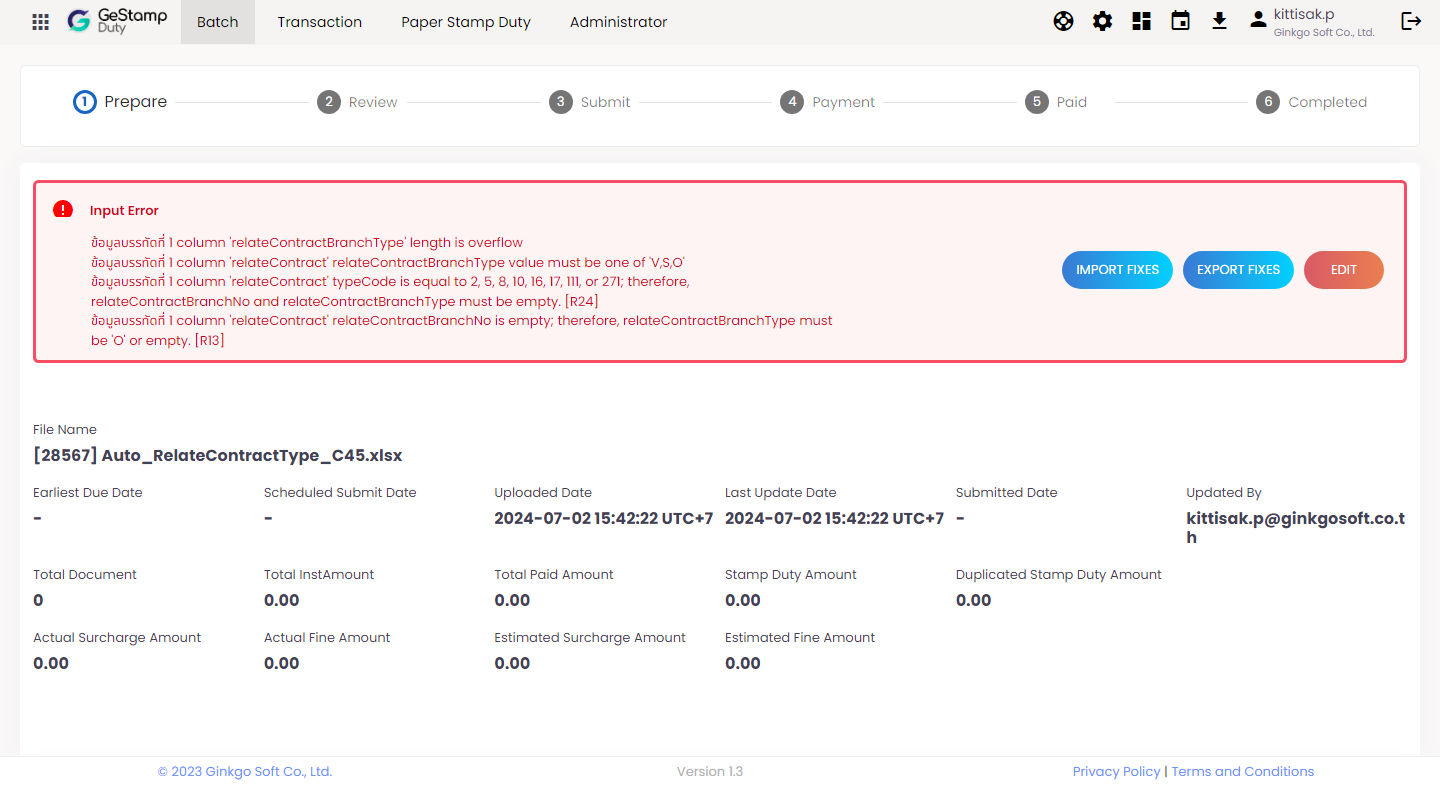 GeStamp
Duty
Batch
Transaction
Paper Stamp Duty
Administrator
kittisak.p
Ginkgo Soft Co., Ltd.
1 Prepare
2 Review
3 Submit
4 Payment
5 Paid
6 Completed
Input Error
ข้อมูลบรรทัดที่ 1 column 'relateContractBranchType' length is overflow
ข้อมูลบรรทัดที่ 1 column 'relateContract' relateContractBranchType value must be one of 'V,S,O'
ข้อมูลบรรทัดที่ 1 column 'relateContract' typeCode is equal to 2, 5, 8, 10, 16, 17, 111, or 271; therefore,
relateContractBranchNo and relateContractBranchType must be empty. [R24]
ข้อมูลบรรทัดที่ 1 column 'relateContract' relateContractBranchNo is empty; therefore, relateContractBranchType must
be 'O' or empty. [R13]
IMPORT FIXES
EXPORT FIXES
EDIT
File Name
[28567] Auto_RelateContractType_C45.xlsx
Earliest Due Date
-
Scheduled Submit Date
-
Uploaded Date
2024-07-02 15:42:22 UTC+7
Last Update Date
2024-07-02 15:42:22 UTC+7
Submitted Date
-
Updated By
kittisak.p@ginkgosoft.co.t
h
Total Document
0
Total InstAmount
0.00
Total Paid Amount
0.00
Stamp Duty Amount
0.00
Duplicated Stamp Duty Amount
0.00
Actual Surcharge Amount
0.00
Actual Fine Amount
0.00
Estimated Surcharge Amount
0.00
Estimated Fine Amount
0.00
© 2023 Ginkgo Soft Co., Ltd.
Version 1.3
Privacy Policy | Terms and Conditions